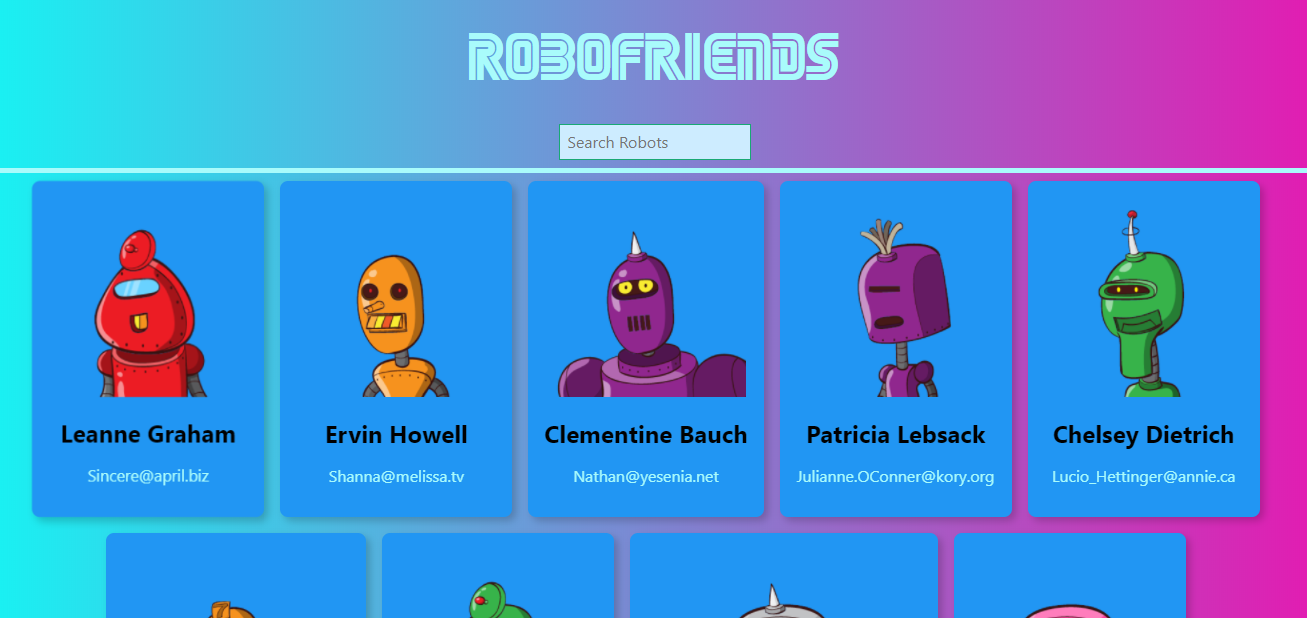 ROBOFRIENDS
Search Robots
Leanne Graham
Sincere@april.biz
Ervin Howell
Shanna@melissa.tv
Clementine Bauch
Nathan@yesenia.net
Patricia Lebsack
Julianne.OConner@kory.org
Chelsey Dietrich
Lucio_Hettinger@annie.ca